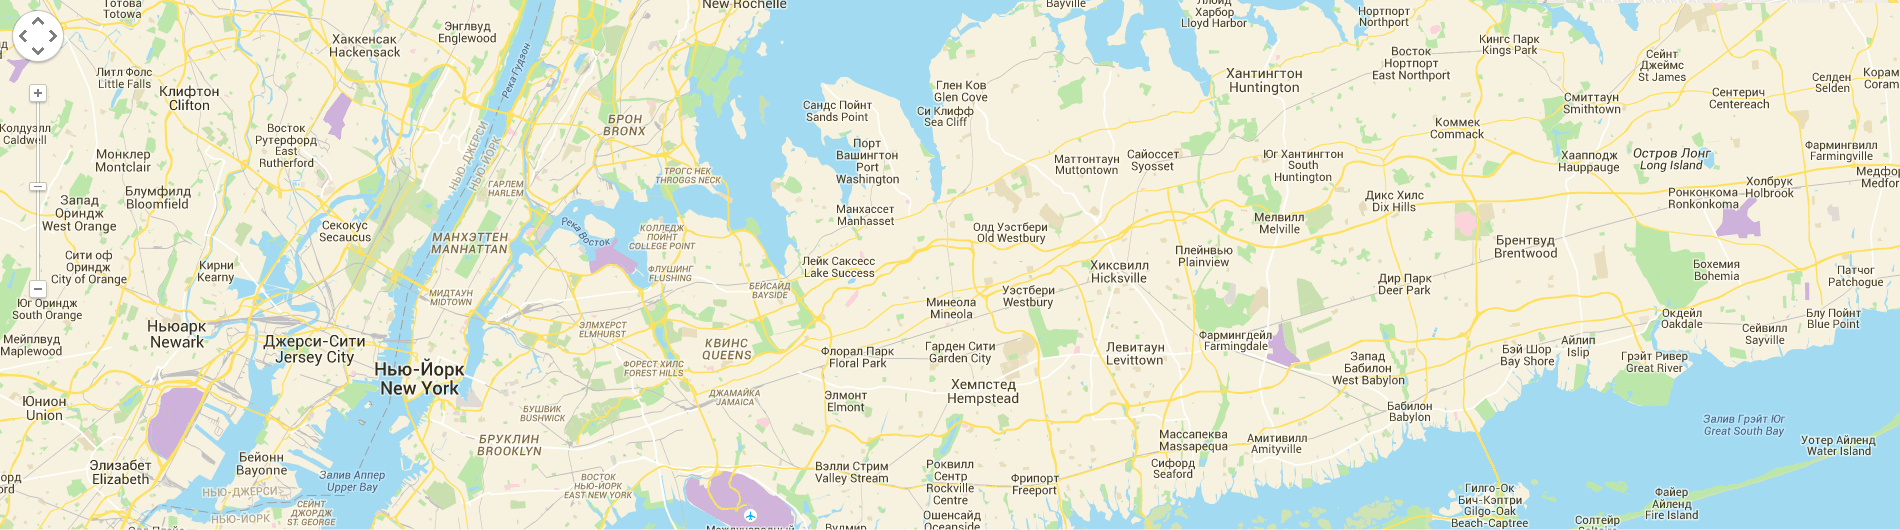 Тотова
Totowa
Энглвуд
Englewood
New Rochelle
Bayville
Ллойд
Харбор
Lloyd Harbor
Нортпорт
Northport
Хаккенсак
Hackensack
Река Гудзон
Кингс Парк
Kings Park
Восток
Нортпорт
East Northport
Сейнт
Джеймс
St James
Литл Фолс
Little Falls
Клифтон
Clifton
Хантингтон
Huntington
Селден
Selden
Корам
Coram
Сентерич
Centereach
Смиттаун
Smithtown
Глен Ков
Glen Cove
Си Клифф
Sea Cliff
Сандс Пойнт
Sands Point
БРОН
BRONX
Колдуэлл
Caldwell
Восток
Рутерфорд
East
Rutherford
НЬЮ-ДЖЕРСИ
НЬЮ-ЙОРК
Коммек
Commack
Монклер
Montclair
Порт
Вашингтон
Port
Washington
Маттонтаун
Muttontown
Сайоссет
Syosset
Юг Хантингтон
South
Huntington
Хаапподж
Hauppauge
Остров Лонг
Long Island
Фармингвилл
Farmingville
ТРОГС НЕК
THROGGS NECK
Блумфилд
Bloomfield
ГАРЛЕМ
HARLEM
Медфор
Medfor
Холбрук
Holbrook
Ронконкома
Ronkonkoma
Дикс Хилс
Dix Hills
Запад
Ориндж
West Orange
Секокус
Secaucus
Манхассет
Manhasset
Мелвилл
Melville
Река Восток
КОЛЛЕДЖ
ПОЙНТ
COLLEGE POINT
Олд Уэстбери
Old Westbury
МАНХЭТТЕН
MANHATTAN
Плейнвью
Plainview
Брентвуд
Brentwood
Сити оф
Ориндж
City of Orange
Кирни
Kearny
Лейк Саксесс
Lake Success
ФЛУШИНГ
FLUSHING
Хиксвилл
Hicksville
Бохемия
Bohemia
Патчог
Patchogue
Дир Парк
Deer Park
БЕЙСАЙД
BAYSIDE
МИДТАУН
MIDTOWN
Уэстбери
Westbury
Минеола
Mineola
Юг Ориндж
South Orange
Окдейл
Oakdale
Блу Пойнт
Blue Point
Ньюарк
Newark
ЭЛМХЕРСТ
ELMHURST
Сейвилл
Sayville
Мейплвуд
Maplewood
Джерси-Сити
Jersey City
КВИНС
QUEENS
Гарден Сити
Garden City
Левитаун
Levittown
Фармингдейл
Farmingdale
Айлип
Islip
Бэй Шор
Bay Shore
Грэйт Ривер
Great River
Флорал Парк
Floral Park
ФОРЕСТ ХИЛС
FOREST HILLS
Запад
Бабилон
West Babylon
Нью-Йорк
New York
Хемпстед
Hempstead
ДЖАМАЙКА
JAMAICA
Элмонт
Elmont
Юнион
Union
БУШВИК
BUSHWICK
Бабилон
Babylon
Залив Грэйт Юг
Great South Bay
БРУКЛИН
BROOKLYN
Массапеква
Massapequa
Амитивилл
Amityville
Уотер Айленд
Water Island
Элизабет
Elizabeth
Бейонн
Bayonne
Залив Аппер
Upper Bay
Вэлли Стрим
Valley Stream
Роквилл
Сентр
Rockville
Centre
Фрипорт
Freeport
Сифорд
Seaford
ВОСТОК
НЬЮ-ЙОРК
EAST NEW YORK
НЬЮ-ДЖЕРСИ
НЬЮ-ЙОРК
СЕЙНТ
ДЖОРДЖ
ST. GEORGE
Гилго-Ок
Бич-Кэптри
Gilgo-Oak
Beach-Captree
Файер
Айленд
Fire Island
Ошенсайд
Oceanside
Вудмир
Международный
Солтейр